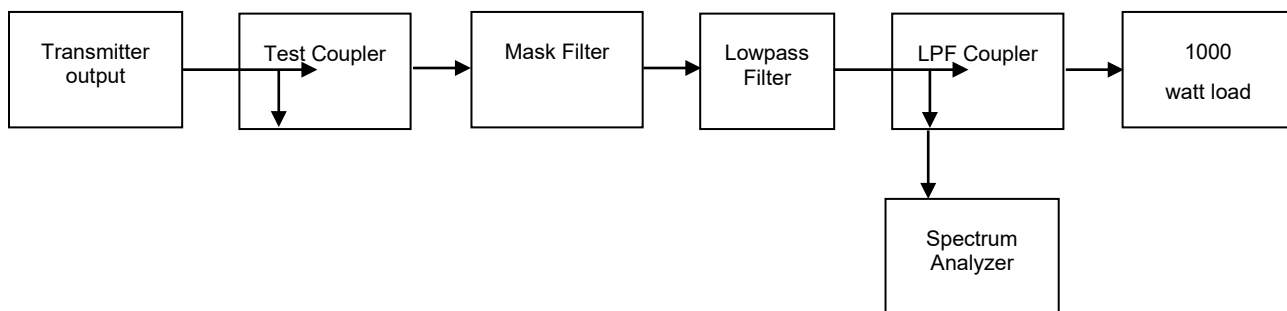 Transmitter
output
Test Coupler
Mask Filter
Lowpass
Filter
LPF Coupler
1000
watt load
Spectrum
Analyzer